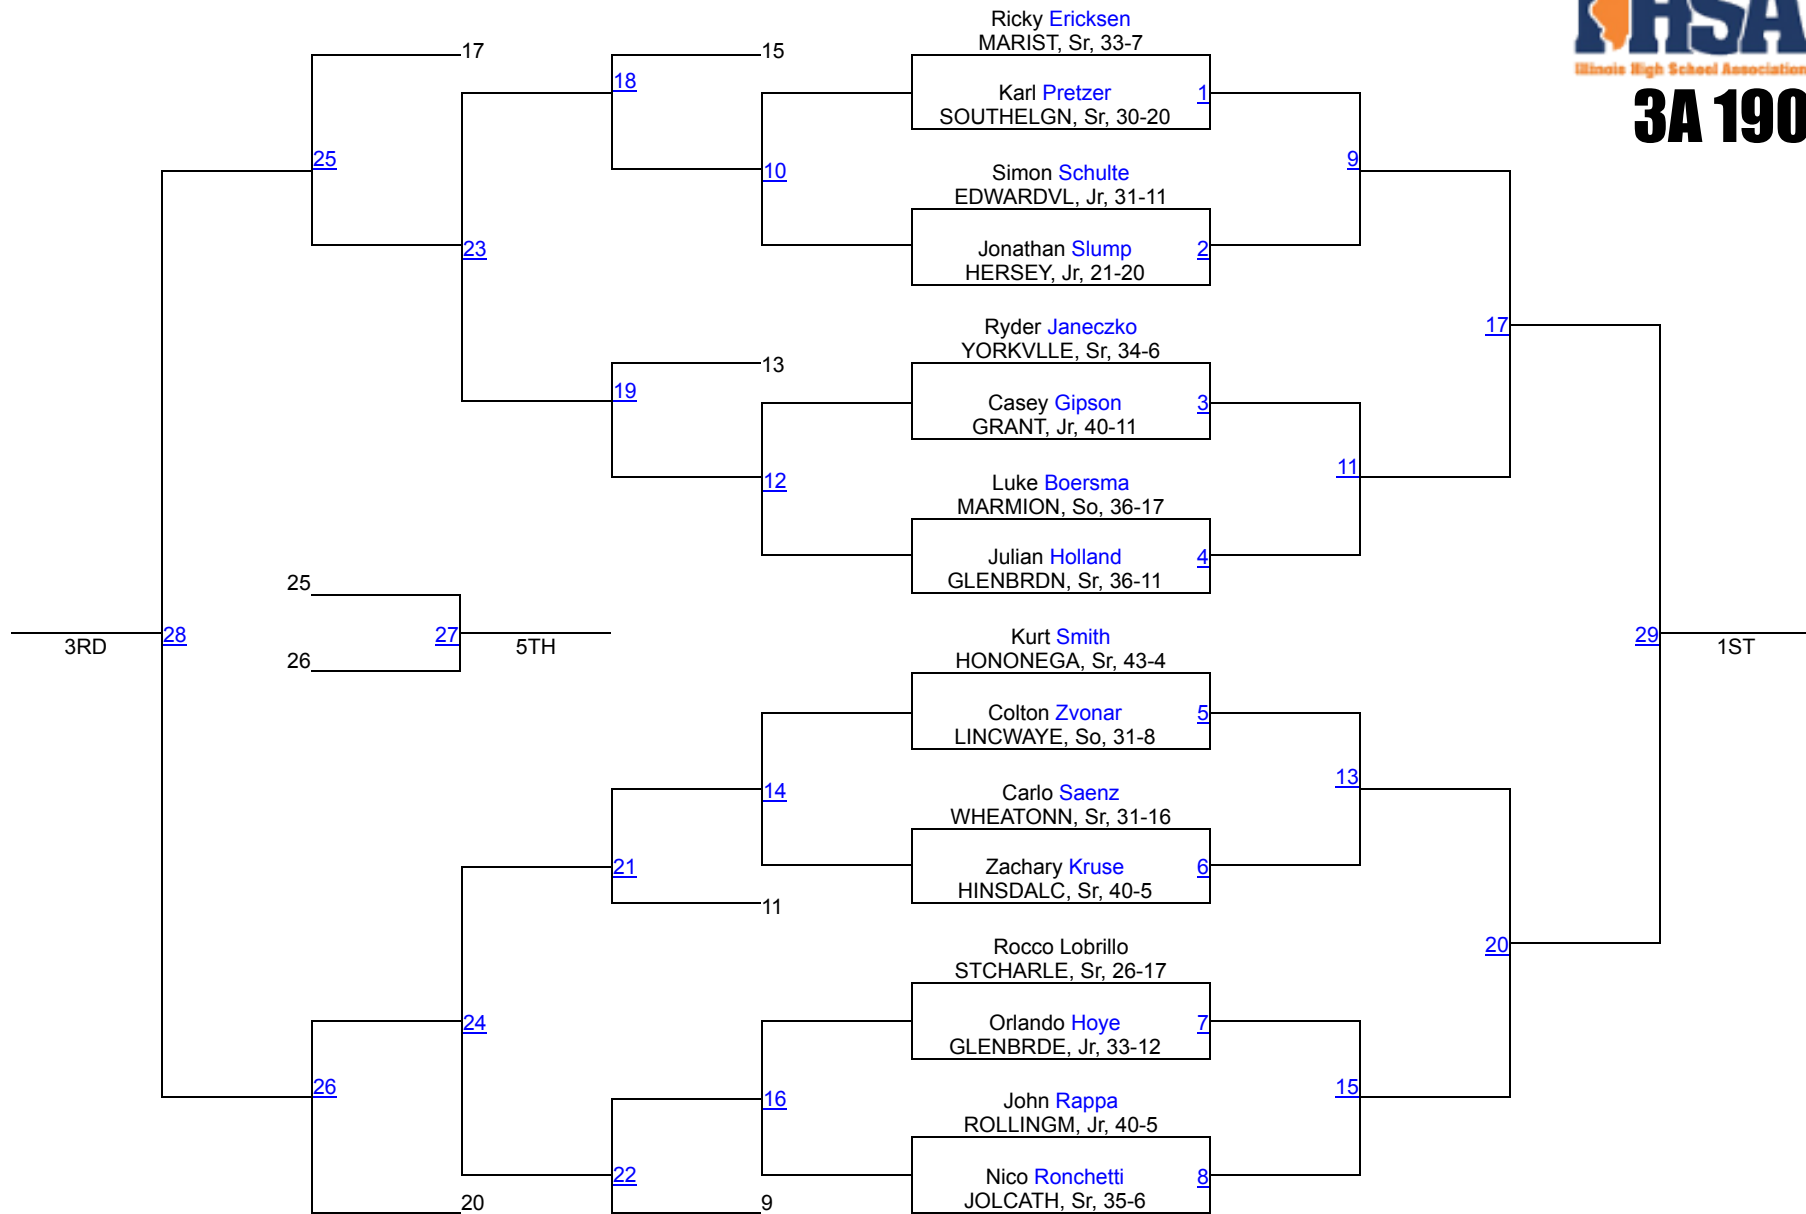 IHSA
Illinois High School Association
3A 190
Ricky Ericksen
MARIST, Sr, 33-7
Karl Pretzer
SOUTHELGN, Sr, 30-20
1
Simon Schulte
EDWARDVL, Jr, 31-11
Jonathan Slump
HERSEY, Jr, 21-20
2
Ryder Janeczko
YORKVLLE, Sr, 34-6
Casey Gipson
GRANT, Jr, 40-11
3
Luke Boersma
MARMION, So, 36-17
Julian Holland
GLENBRDN, Sr, 36-11
4
Kurt Smith
HONONEGA, Sr, 43-4
Colton Zvonar
LINCWAYE, So, 31-8
5
Carlo Saenz
WHEATONN, Sr, 31-16
Zachary Kruse
HINSDALC, Sr, 40-5
6
Rocco Lobrillo
STCHARLE, Sr, 26-17
Orlando Hoye
GLENBRDE, Jr, 33-12
7
John Rappa
ROLLINGM, Jr, 40-5
Nico Ronchetti
JOLCATH, Sr, 35-6
8
9
11
13
15
17
20
29
1ST
15
10
13
12
14
11
16
9
18
19
21
22
17
23
24
20
25
26
25
26
27
5TH
28
3RD